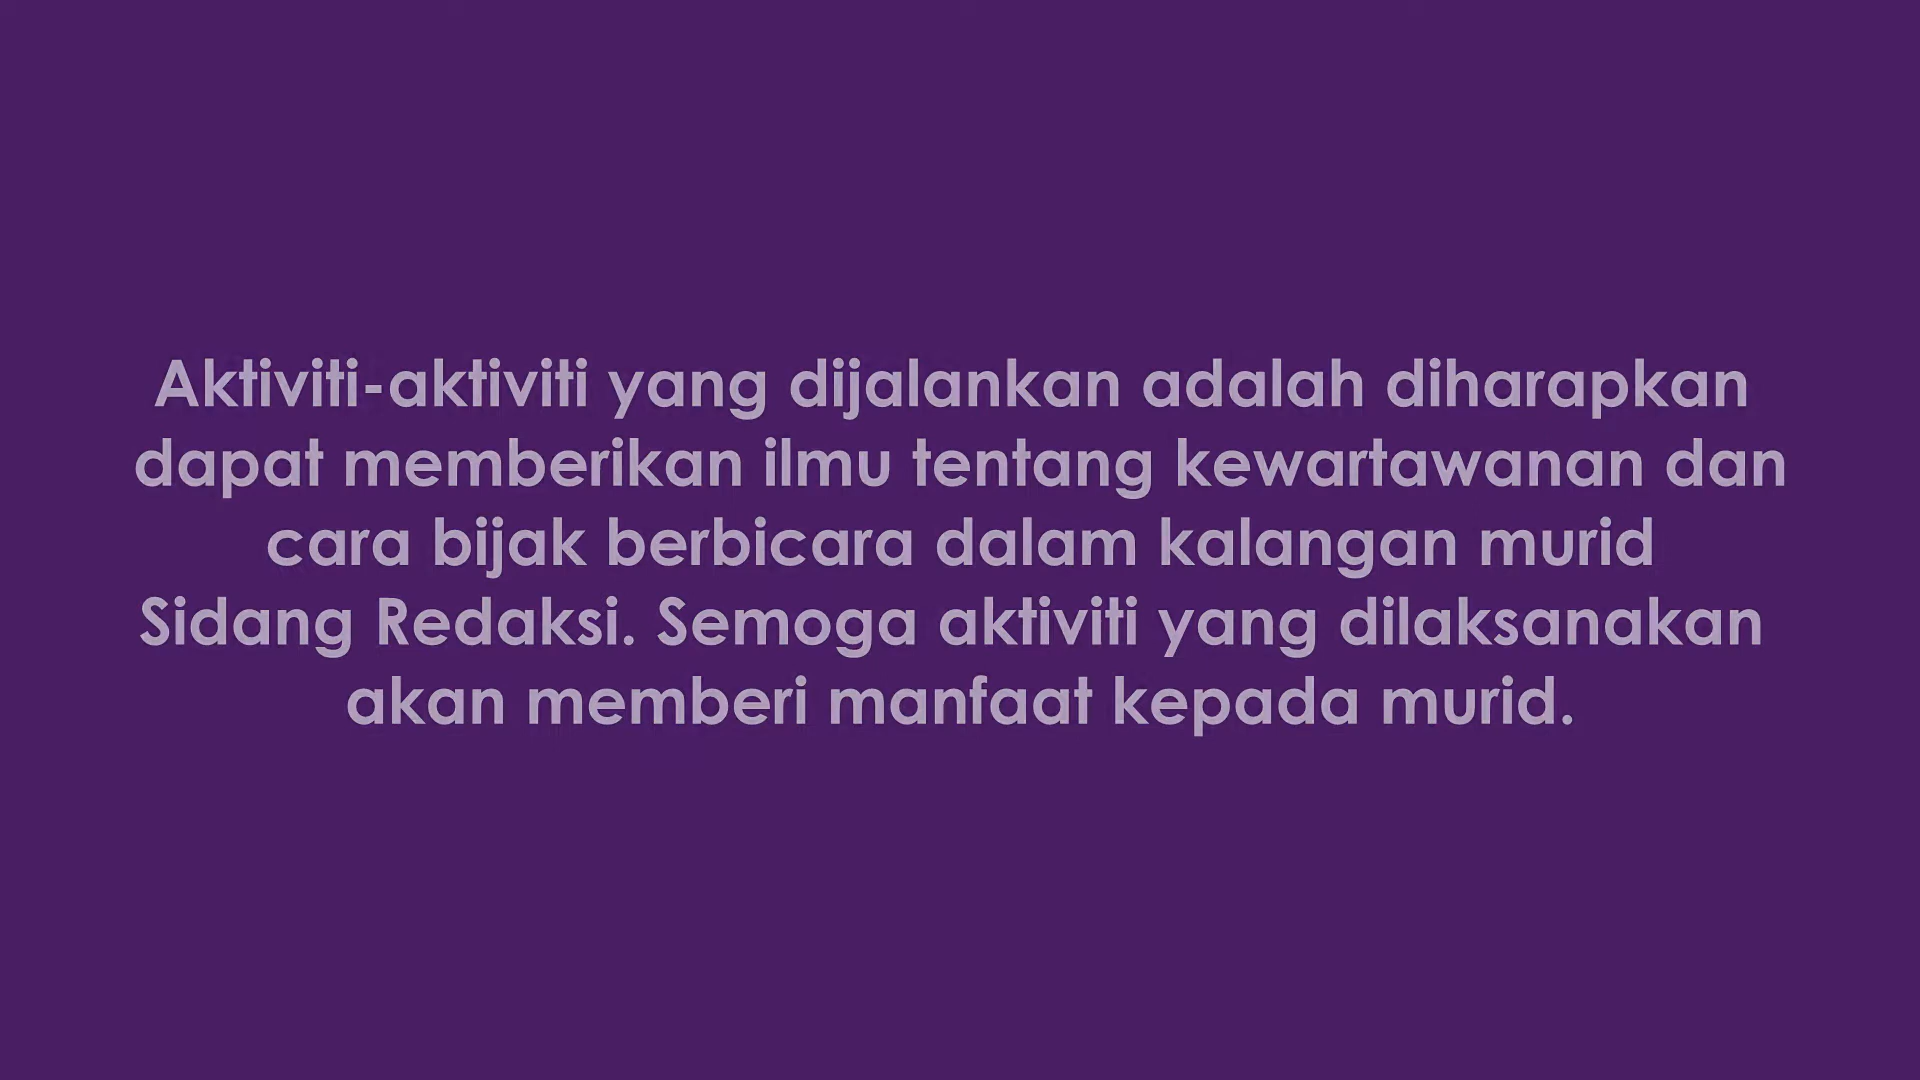 Aktiviti-aktiviti yang dijalankan adalah diharapkan
dapat memberikan ilmu tentang kewartawanan dan
cara bijak berbicara dalam kalangan murid
Sidang Redaksi. Semoga aktiviti yang dilaksanakan
akan memberi manfaat kepada murid.